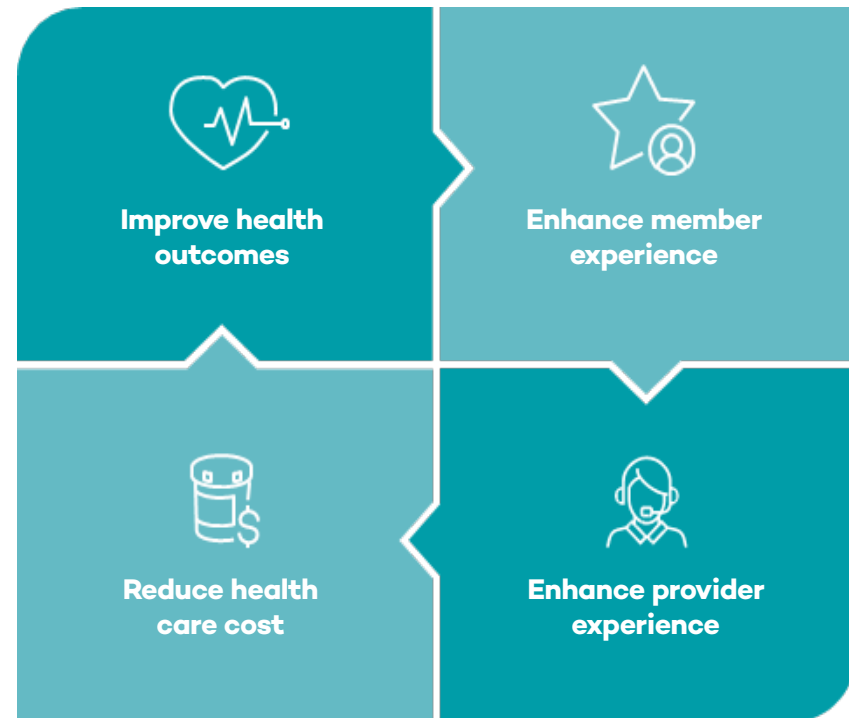 Improve health
outcomes
Enhance member
experience
Reduce health
care cost
$
Enhance provider
experience